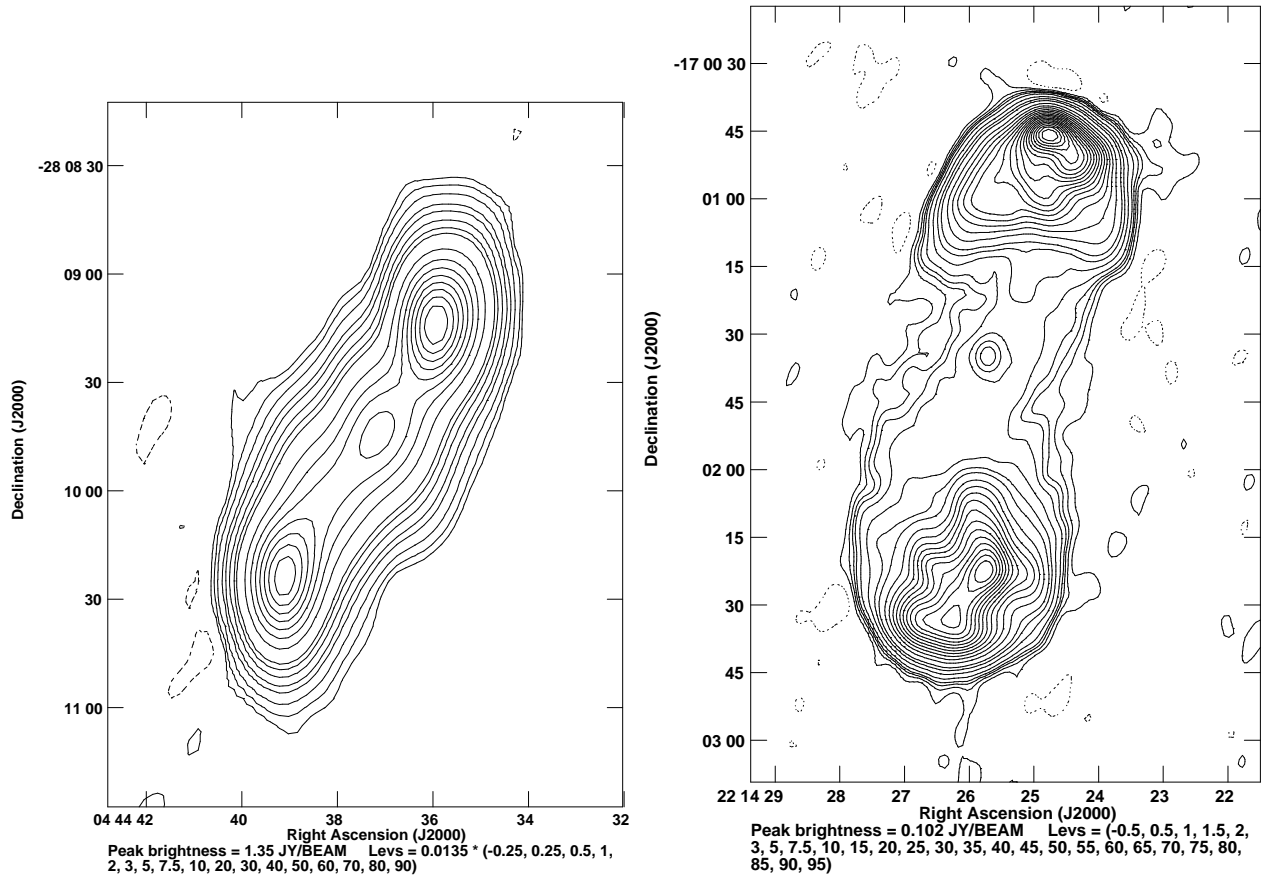 Declination (J2000)
-28 08 30
09 00
30
10 00
30
11 00
04 44 42
40
38
36
34
32
Right Ascension (J2000)
Peak brightness = 1.35 JY/BEAM Levs = 0.0135 * (-0.25, 0.25, 0.5, 1,
2, 3, 5, 7.5, 10, 20, 30, 40, 50, 60, 70, 80, 90)
Declination (J2000)
-17 00 30
45
01 00
15
30
45
02 00
15
30
45
03 00
22 14 29
28
27
26
25
24
23
22
Right Ascension (J2000)
Peak brightness = 0.102 JY/BEAM Levs = (-0.5, 0.5, 1, 1.5, 2,
3, 5, 7.5, 10, 15, 20, 25, 30, 35, 40, 45, 50, 55, 60, 65, 70, 75, 80,
85, 90, 95)